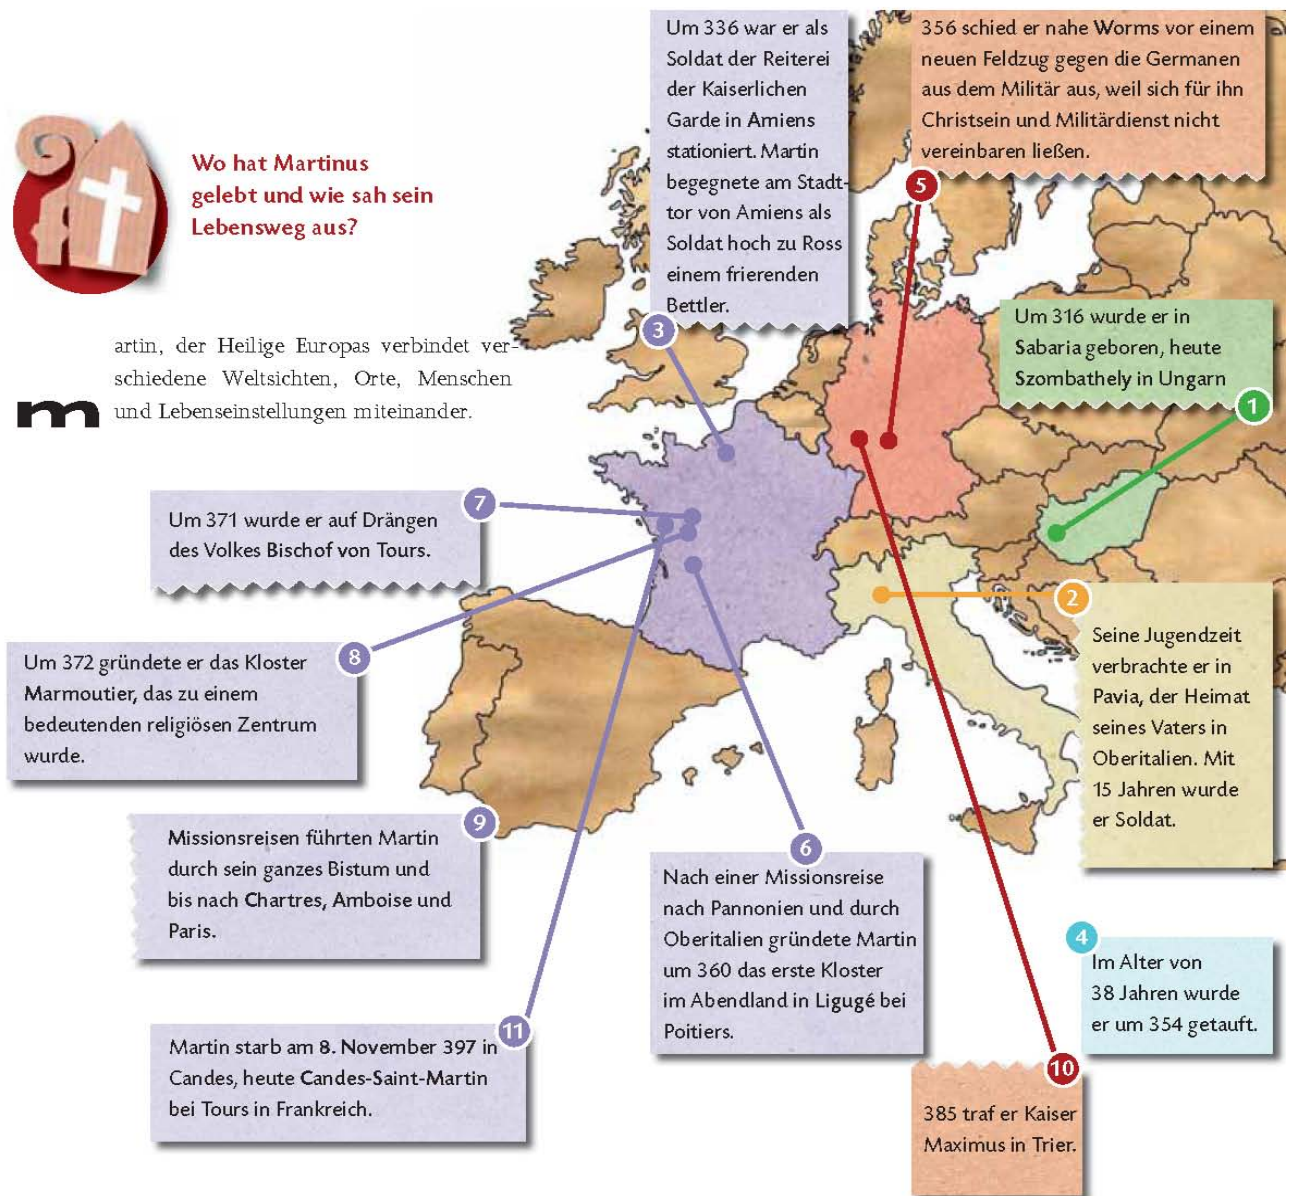 Wo hat Martinus
gelebt und wie sah sein
Lebensweg aus?
m
artin, der Heilige Europas verbindet ver-
schiedene Weltsichten, Orte, Menschen
und Lebenseinstellungen miteinander.
1
Um 316 wurde er in
Sabaria geboren, heute
Szombathely in Ungarn
2
Seine Jugendzeit
verbrachte er in
Pavia, der Heimat
seines Vaters in
Oberitalien. Mit
15 Jahren wurde
er Soldat.
3
Um 336 war er als
Soldat der Reiterei
der Kaiserlichen
Garde in Amiens
stationiert. Martin
begegnete am Stadt-
tor von Amiens als
Soldat hoch zu Ross
einem frierenden
Bettler.
4
Im Alter von
38 Jahren wurde
er um 354 getauft.
5
356 schied er nahe Worms vor einem
neuen Feldzug gegen die Germanen
aus dem Militär aus, weil sich für ihn
Christsein und Militärdienst nicht
vereinbaren ließen.
6
Nach einer Missionsreise
nach Pannonien und durch
Oberitalien gründete Martin
um 360 das erste Kloster
im Abendland in Ligugé bei
Poitiers.
7
Um 371 wurde er auf Drängen
des Volkes Bischof von Tours.
8
Um 372 gründete er das Kloster
Marmoutier, das zu einem
bedeutenden religiösen Zentrum
wurde.
9
Missionsreisen führten Martin
durch sein ganzes Bistum und
bis nach Chartres, Amboise und
Paris.
10
385 traf er Kaiser
Maximus in Trier.
11
Martin starb am 8. November 397 in
Candes, heute Candes-Saint-Martin
bei Tours in Frankreich.